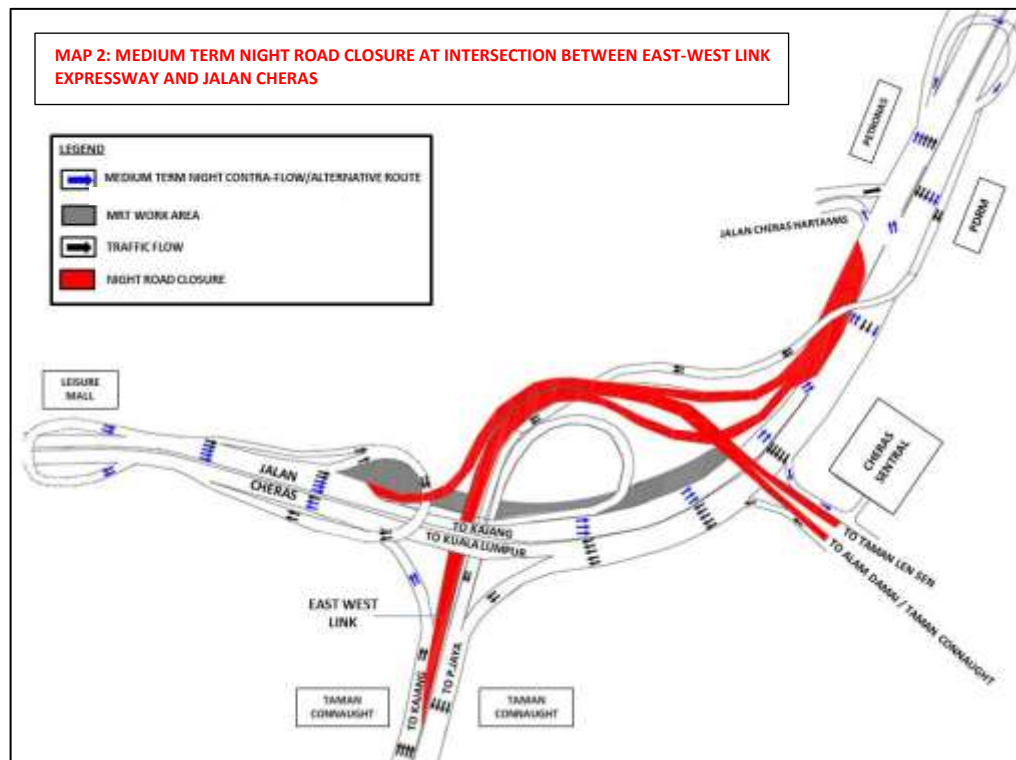 MAP 2: MEDIUM TERM NIGHT ROAD CLOSURE AT INTERSECTION BETWEEN EAST-WEST LINK
EXPRESSWAY AND JALAN CHERAS
LEGEND
MEDIUM TERM NIGHT CONTRA-FLOW/ALTERNATIVE ROUTE
MRT WORK AREA
TRAFFIC FLOW
NIGHT ROAD CLOSURE
PETRONAS
PDRM
JALAN CHERAS HARTAMAS
LEISURE
MALL
JALAN
CHERAS
CHERAS
SENTRAL
TO KAJANG
TO KUALA LUMPUR
TO TAMAN LEN SEN
TO ALAM DAMAI / TAMAN
CONNAUGHT
EAST WEST
LINK
TO KAJANG
TO P.JAYA
TAMAN
CONNAUGHT
TAMAN
CONNAUGHT